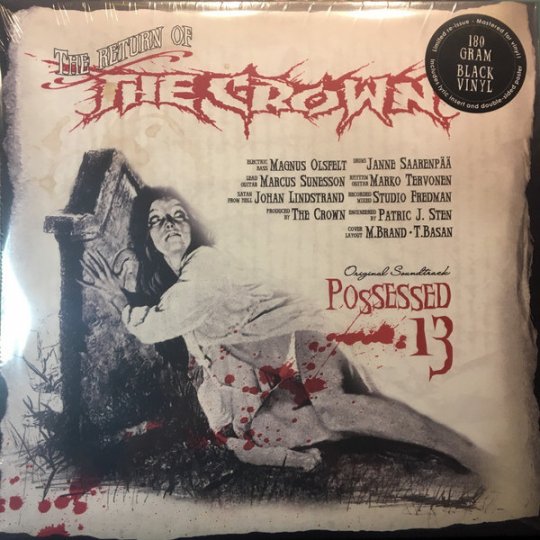 THE RETURN OF
THE CROWN
ELECTRIC BASS MAGNUS OLSFELT
DRUMS JANNE SAARENPÄÄ
LEAD GUITAR MARCUS SUNESSON
RHYTHM GUITAR MARKO TERVONEN
SATAN FROM HELL JOHAN LINDSTRAND
RECORDED MIXED STUDIO FREDMAN
PRODUCED BY THE CROWN
ENGINEERED BY PATRIC J. STEN
COVER LAYOUT M.BRAND · T.BASAN
Original Soundtrack
POSSESSED
13
Limited re-issue - Mastered for vinyl
180
GRAM
BLACK
VINYL
Includes lyric insert and double-sided poster